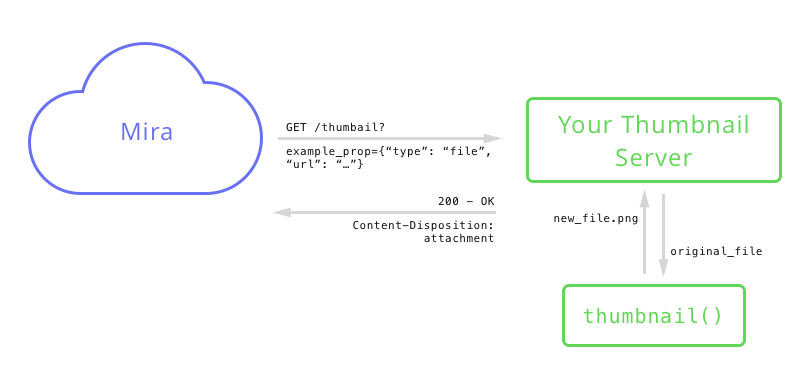 Mira
GET /thumbail?
example_prop={“type”: “file”,
“url”: “…”}
200 – OK
Content–Disposition:
attachment
Your Thumbnail
Server
new_file.png
original_file
thumbnail()